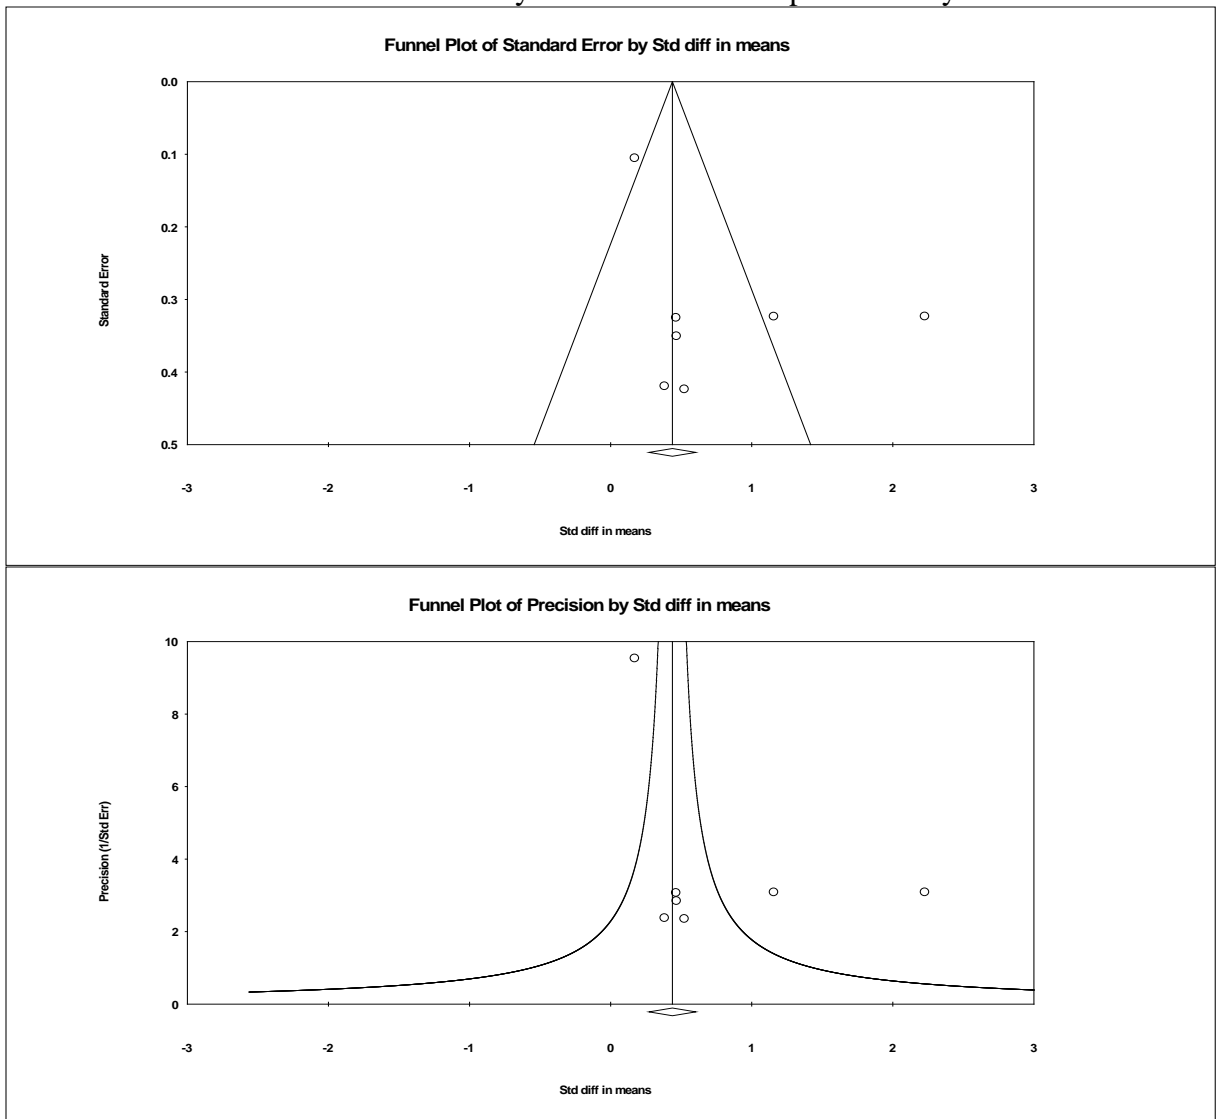 Funnel Plot of Standard Error by Std diff in means
0.0
0.1
0.2
0.3
0.4
0.5
Standard Error
-3 -2 -1 0 1 2 3
Std diff in means
Funnel Plot of Precision by Std diff in means
10
8
6
4
2
0
Precision (1/Std Err)
-3 -2 -1 0 1 2 3
Std diff in means